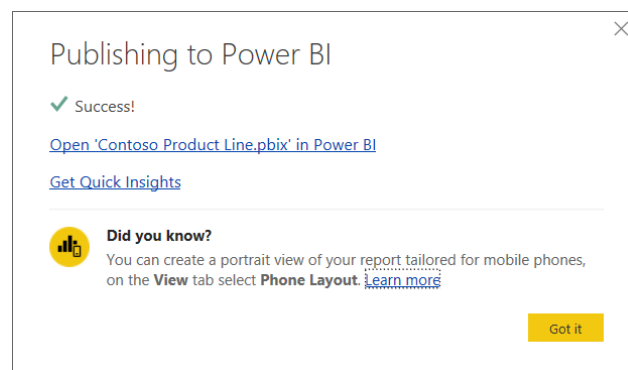 Publishing to Power BI
Success!
Open 'Contoso Product Line.pbix' in Power BI
Get Quick Insights
Did you know?
You can create a portrait view of your report tailored for mobile phones,
on the View tab select Phone Layout. Learn more
Got it